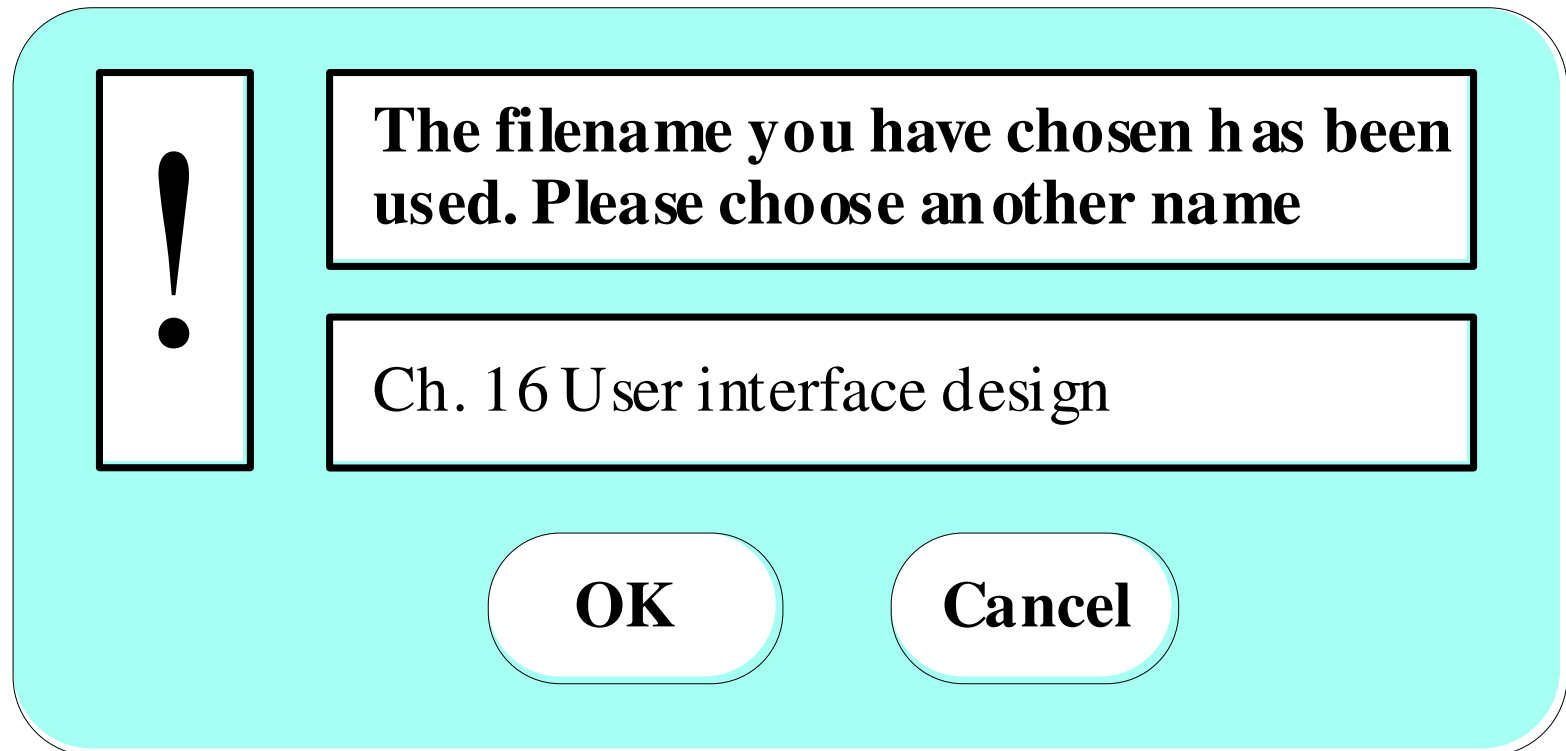 !
The filename you have chosen has been
used. Please choose another name
Ch. 16 User interface design
OK
Cancel